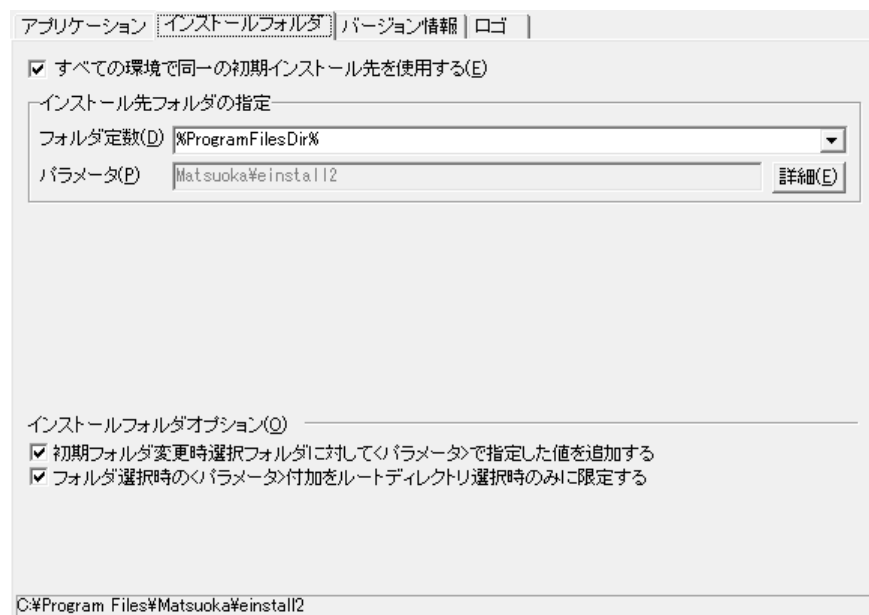 アプリケーション インストールフォルダ バージョン情報 ロゴ
すべての環境で同一の初期インストール先を使用する(E)
インストール先フォルダの指定
フォルダ定数(D) %ProgramFilesDir%
パラメータ(P) Matsuoka¥einstall2 詳細(E)
インストールフォルダオプション(O)
初期フォルダ変更時選択フォルダに対して<パラメータ>で指定した値を追加する
フォルダ選択時の<パラメータ>付加をルートディレクトリ選択時のみに限定する
C:¥Program Files¥Matsuoka¥einstall2